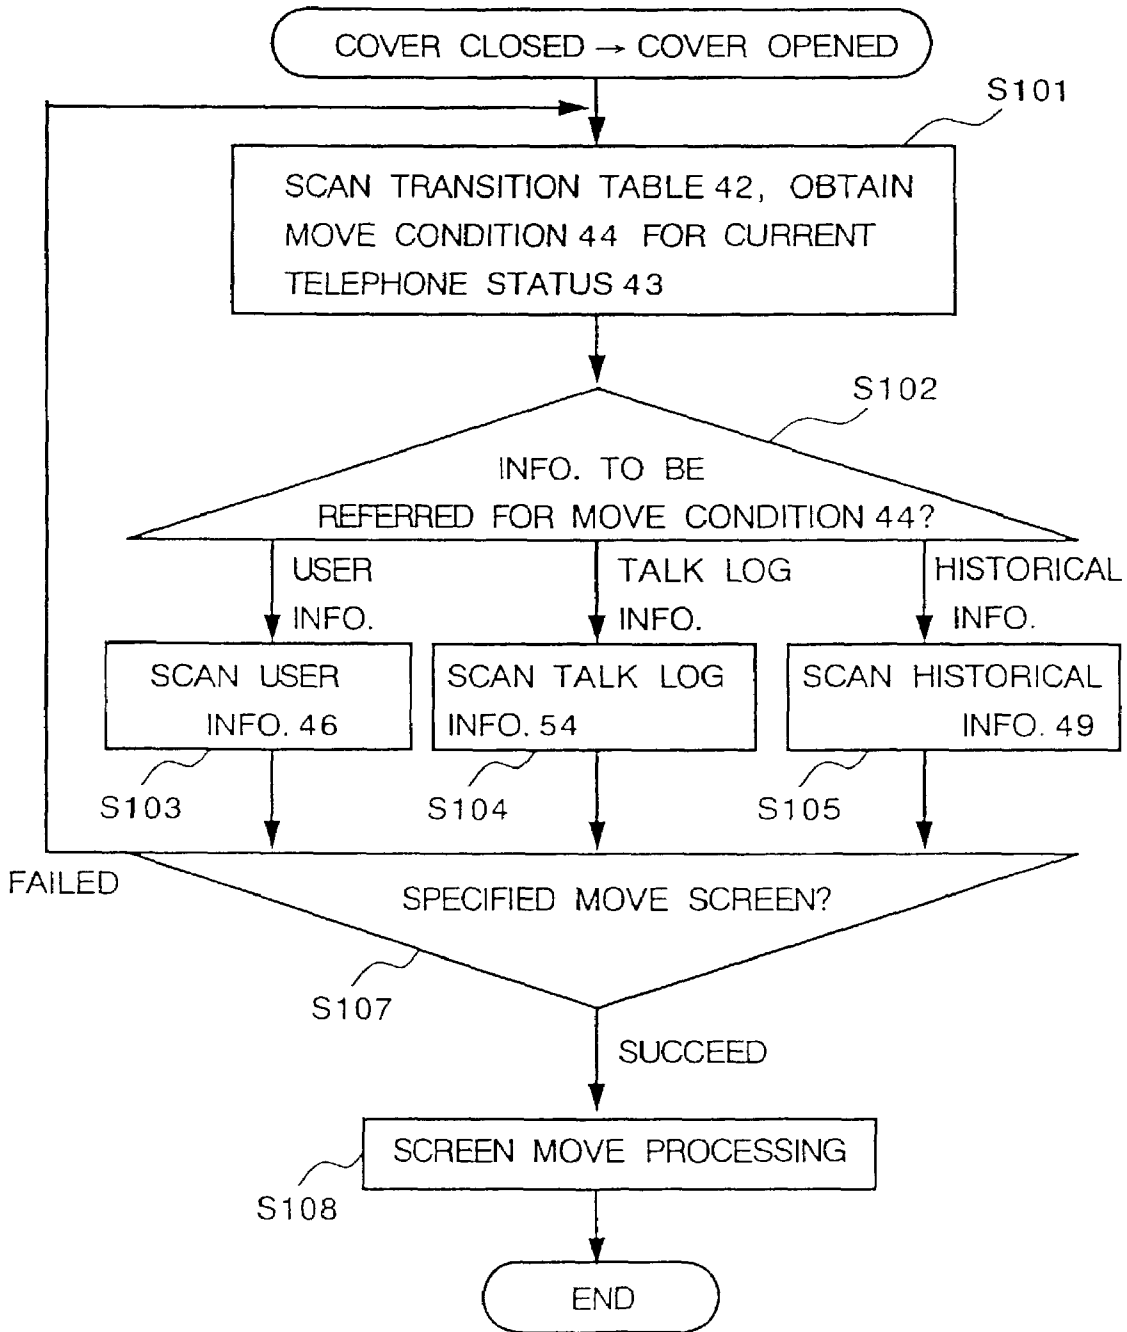 COVER CLOSED → COVER OPENED
S101
SCAN TRANSITION TABLE 42, OBTAIN
MOVE CONDITION 44 FOR CURRENT
TELEPHONE STATUS 43
S102
INFO. TO BE
REFERRED FOR MOVE CONDITION 44?
USER
INFO.
TALK LOG
INFO.
HISTORICAL
INFO.
SCAN USER
INFO. 46
SCAN TALK LOG
INFO. 54
SCAN HISTORICAL
INFO. 49
S103
S104
S105
FAILED
SPECIFIED MOVE SCREEN?
S107
SUCCEED
SCREEN MOVE PROCESSING
S108
END